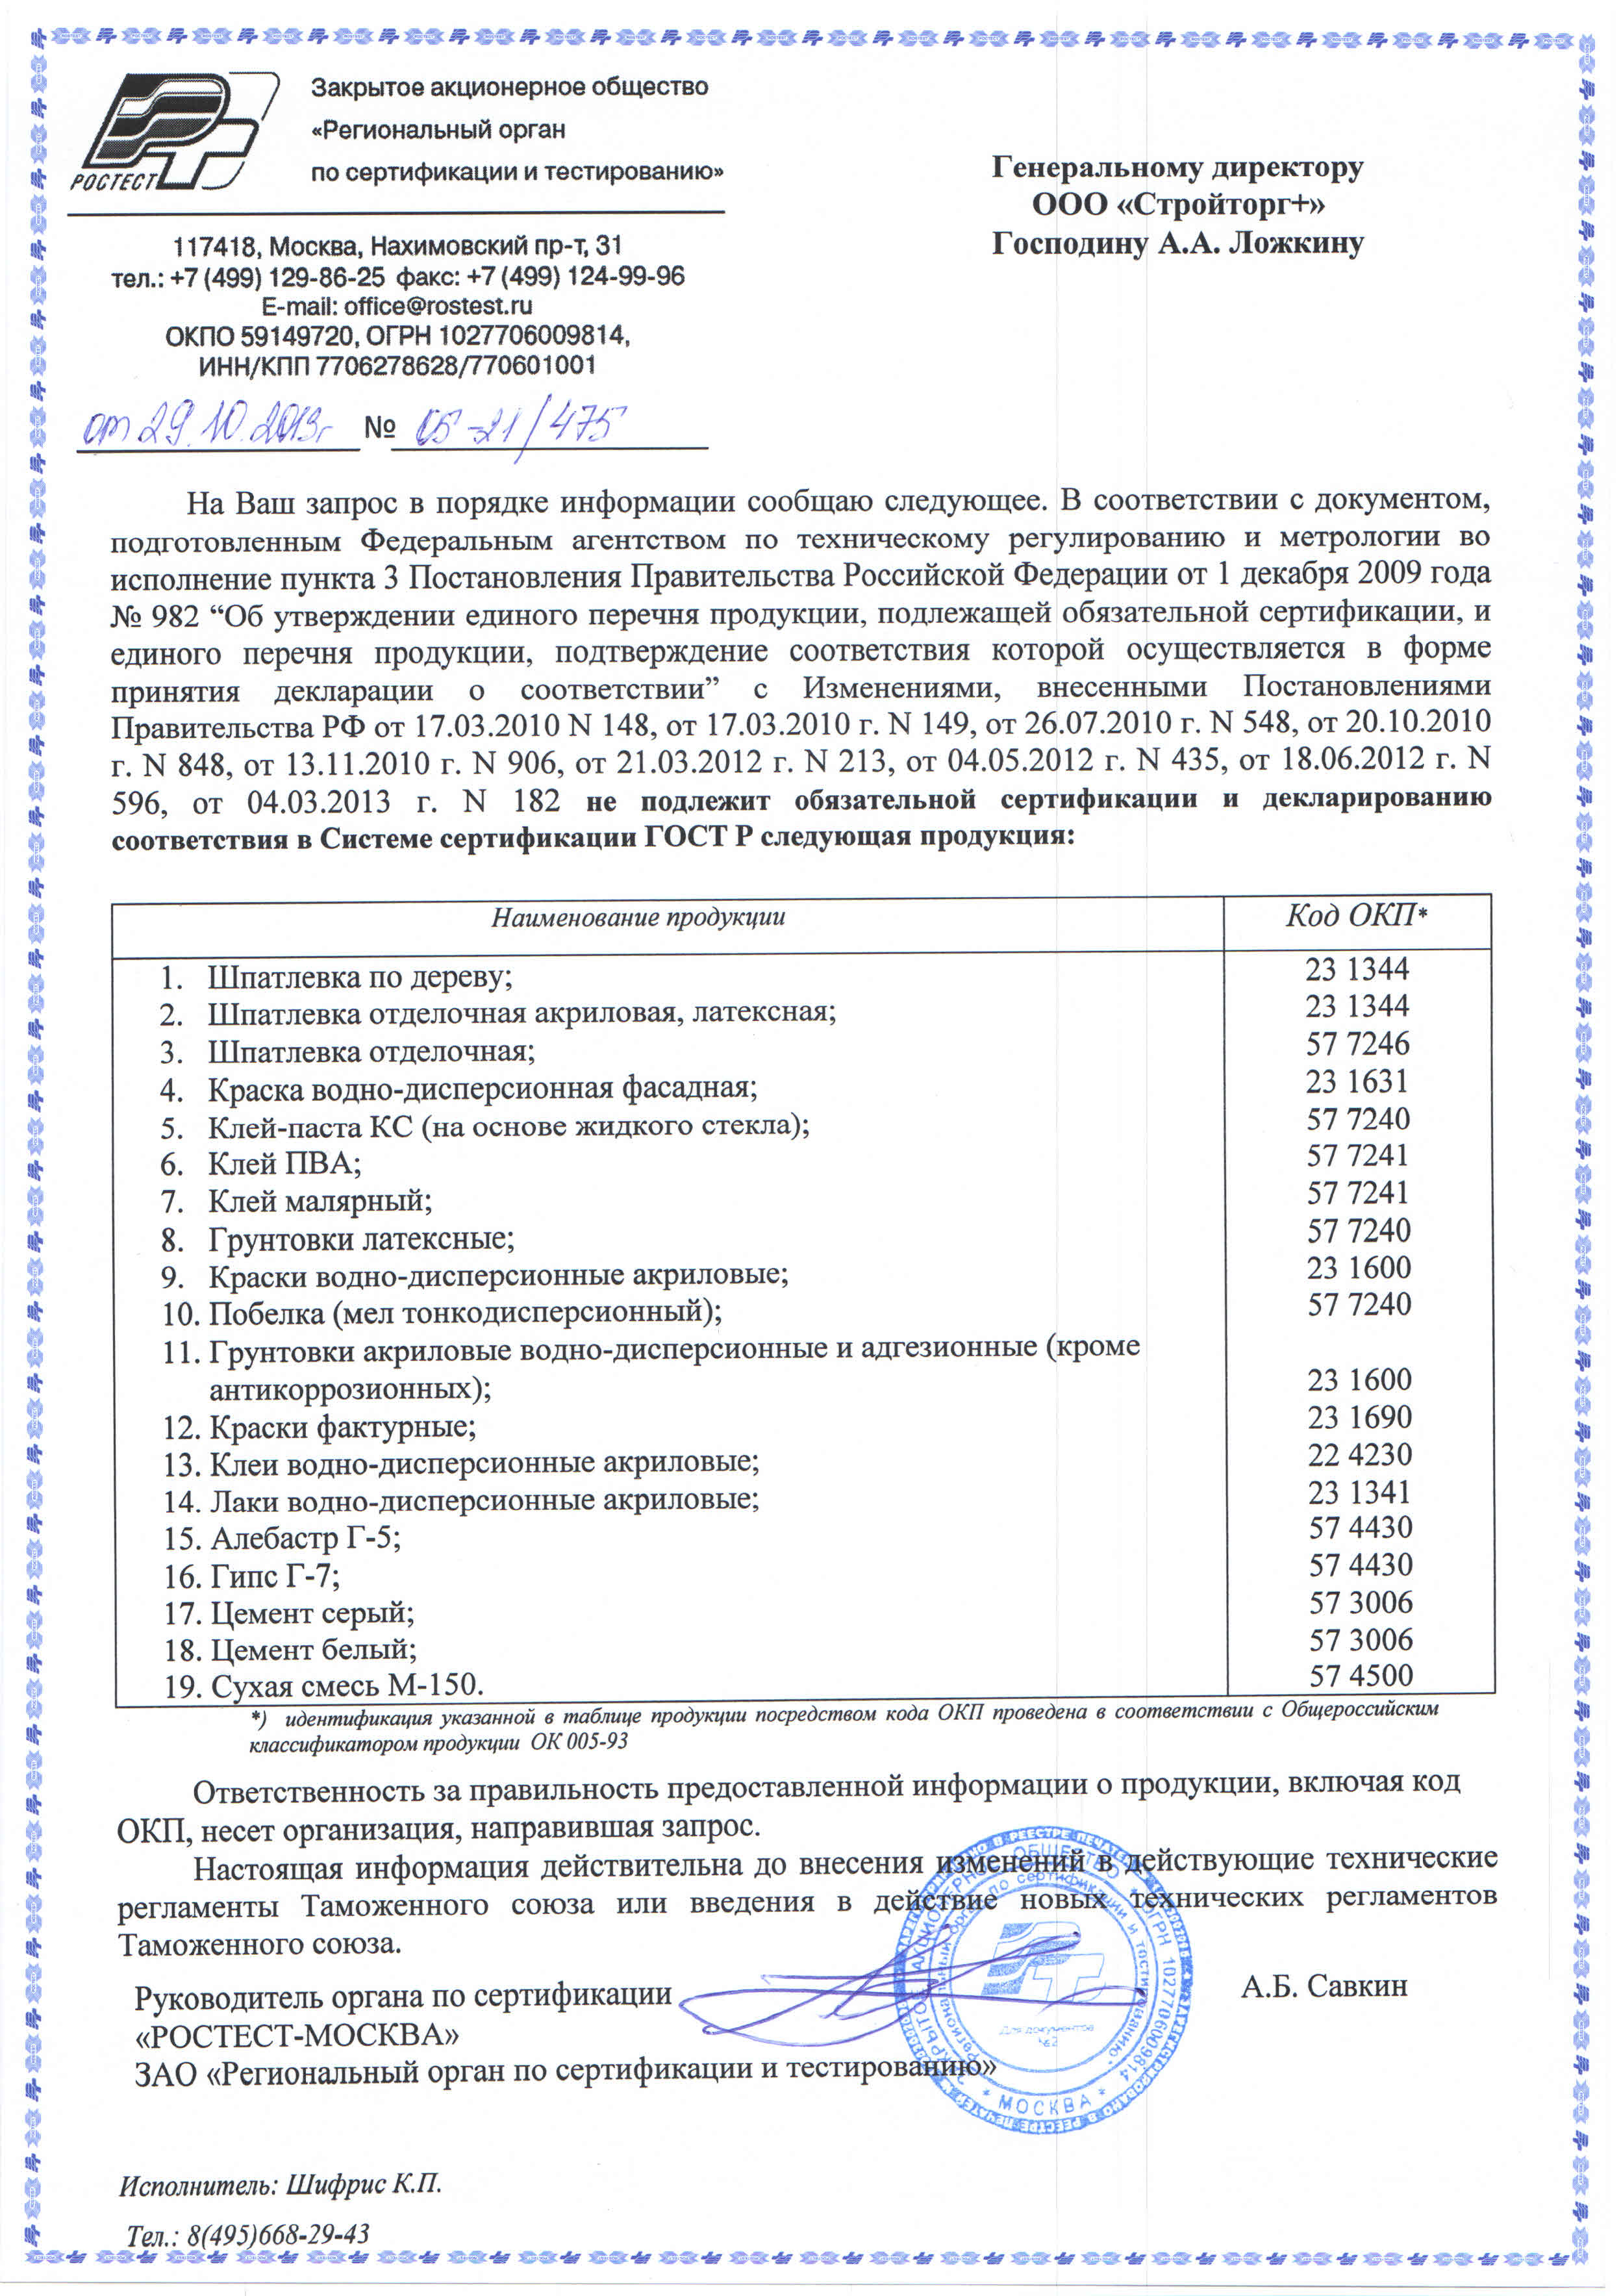 РОСТЕСТ
Закрытое акционерное общество
«Региональный орган
по сертификации и тестированию»
117418, Москва, Нахимовский пр-т, 31
тел.: +7 (499) 129-86-25 факс: +7 (499) 124-99-96
E-mail: office@rostest.ru
ОКПО 59149720, ОГРН 1027706009814,
ИНН/КПП 7706278628/770601001
от 29.10.2013г № 05-21/475
Генеральному директору
ООО «Стройторг+»
Господину А.А. Ложкину
На Ваш запрос в порядке информации сообщаю следующее. В соответствии с документом,
подготовленным Федеральным агентством по техническому регулированию и метрологии во
исполнение пункта 3 Постановления Правительства Российской Федерации от 1 декабря 2009 года
№ 982 “Об утверждении единого перечня продукции, подлежащей обязательной сертификации, и
единого перечня продукции, подтверждение соответствия которой осуществляется в форме
принятия декларации о соответствии” с Изменениями, внесенными Постановлениями
Правительства РФ от 17.03.2010 N 148, от 17.03.2010 г. N 149, от 26.07.2010 г. N 548, от 20.10.2010
г. N 848, от 13.11.2010 г. N 906, от 21.03.2012 г. N 213, от 04.05.2012 г. N 435, от 18.06.2012 г. N
596, от 04.03.2013 г. N 182 не подлежит обязательной сертификации и декларированию
соответствия в Системе сертификации ГОСТ Р следующая продукция:
Наименование продукции Код ОКП*
1. Шпатлевка по дереву; 23 1344
2. Шпатлевка отделочная акриловая, латексная; 23 1344
3. Шпатлевка отделочная; 57 7246
4. Краска водно-дисперсионная фасадная; 23 1631
5. Клей-паста КС (на основе жидкого стекла); 57 7240
6. Клей ПВА; 57 7241
7. Клей малярный; 57 7241
8. Грунтовки латексные; 57 7240
9. Краски водно-дисперсионные акриловые; 23 1600
10. Побелка (мел тонкодисперсионный); 57 7240
11. Грунтовки акриловые водно-дисперсионные и адгезионные (кроме
антикоррозионных); 23 1600
12. Краски фактурные; 23 1690
13. Клеи водно-дисперсионные акриловые; 22 4230
14. Лаки водно-дисперсионные акриловые; 23 1341
15. Алебастр Г-5; 57 4430
16. Гипс Г-7; 57 4430
17. Цемент серый; 57 3006
18. Цемент белый; 57 3006
19. Сухая смесь М-150. 57 4500
*) идентификация указанной в таблице продукции посредством кода ОКП проведена в соответствии с Общероссийским
классификатором продукции ОК 005-93
Ответственность за правильность предоставленной информации о продукции, включая код
ОКП, несет организация, направившая запрос.
Настоящая информация действительна до внесения изменений в действующие технические
регламенты Таможенного союза или введения в действие новых технических регламентов
Таможенного союза.
Руководитель органа по сертификации А.Б. Савкин
«РОСТЕСТ-МОСКВА»
ЗАО «Региональный орган по сертификации и тестированию»
ЗАКРЫТОЕ АКЦИОНЕРНОЕ ОБЩЕСТВО ОГРН 1027706009814
* МОСКВА *
Для документов
№2
Исполнитель: Шифрис К.П.
Тел.: 8(495)668-29-43